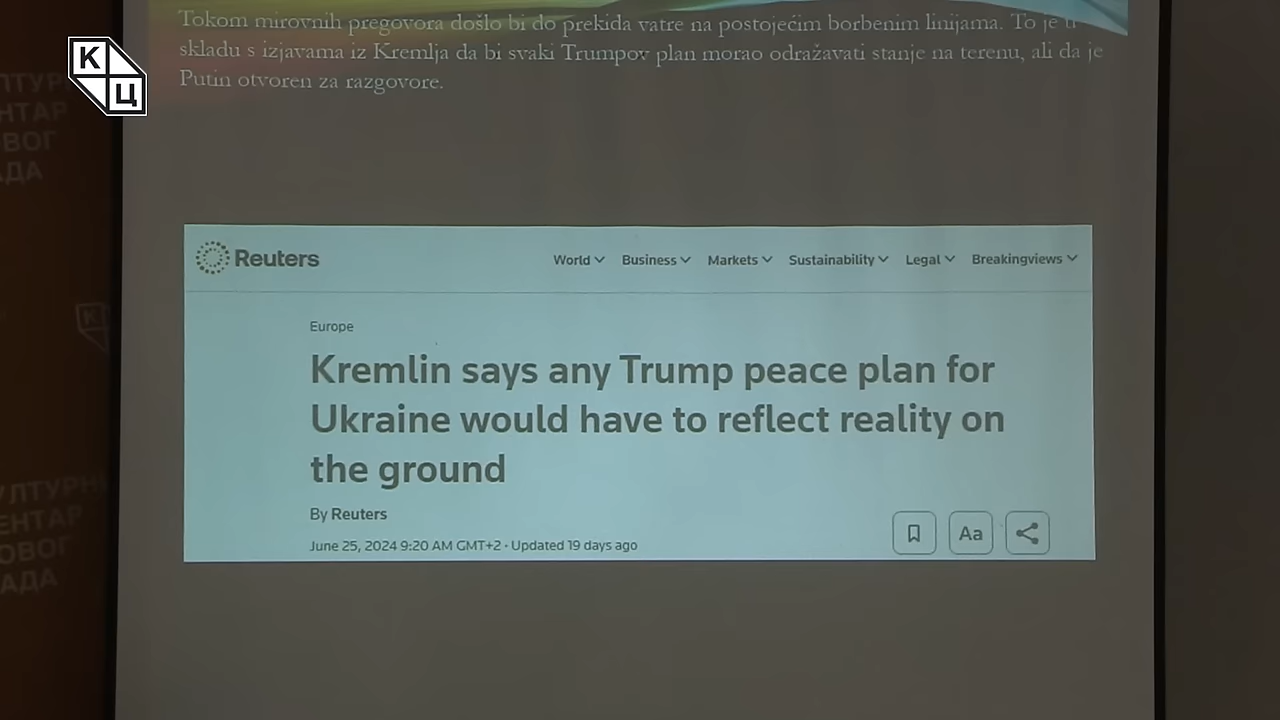 Tokom mirovnih pregovora došlo bi do prekida vatre na postojećim borbenim linijama. To je u
skladu s izjavama iz Kremlja da bi svaki Trumpov plan morao odražavati stanje na terenu, ali da je
Putin otvoren za razgovore.
К
Ц
Reuters
World
Business
Markets
Sustainability
Legal
Breakingviews
Europe
Kremlin says any Trump peace plan for
Ukraine would have to reflect reality on
the ground
By Reuters
June 25, 2024 9:20 AM GMT+2 · Updated 19 days ago
Aa